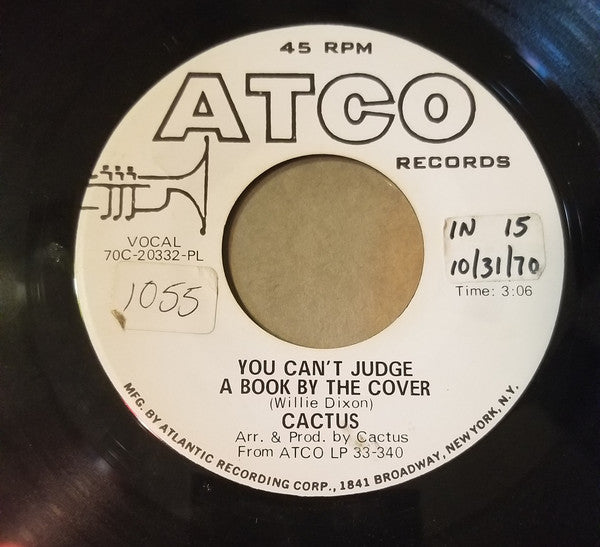 45 RPM
ATCO
RECORDS
VOCAL
70C-20332-PL
1055
IN 15
10/31/70
Time: 3:06
YOU CAN'T JUDGE
A BOOK BY THE COVER
(Willie Dixon)
CACTUS
Arr. & Prod. by Cactus
From ATCO LP 33-340
MFG. BY ATLANTIC RECORDING CORP., 1841 BROADWAY, NEW YORK, N.Y.